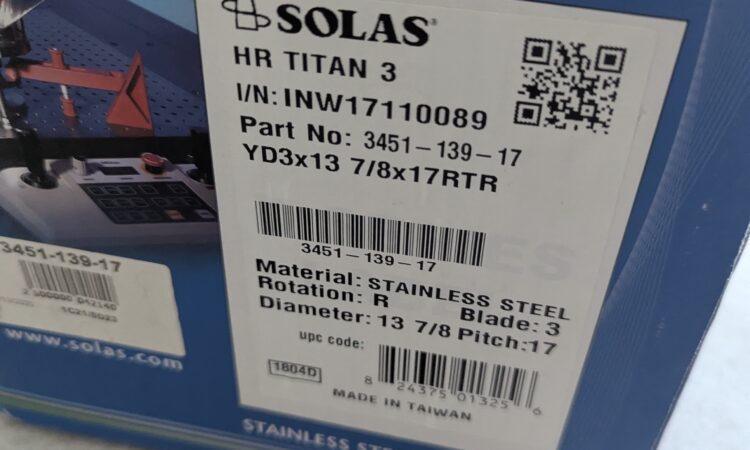 SOLAS
HR TITAN 3
I/N: INW17110089
Part No: 3451-139-17
YD3x13 7/8x17RTR
3451-139-17
Material: STAINLESS STEEL
Rotation: R Blade: 3
Diameter: 13 7/8 Pitch:17
upc code:
8 24375 01325 6
1804D
MADE IN TAIWAN
3451-139-17
www.solas.com
STAINLESS